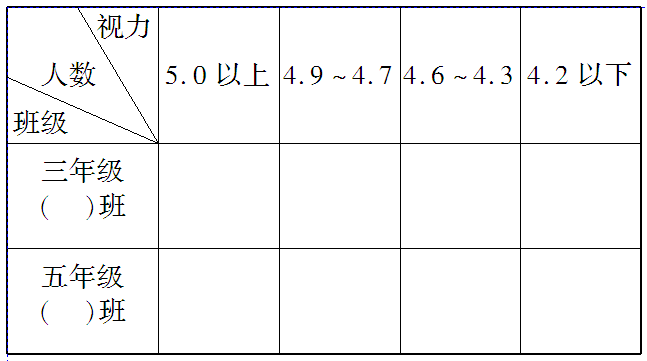 视力
人数
班级
5.0以上 4.9~4.7 4.6~4.3 4.2以下
三年级
( )班
五年级
( )班